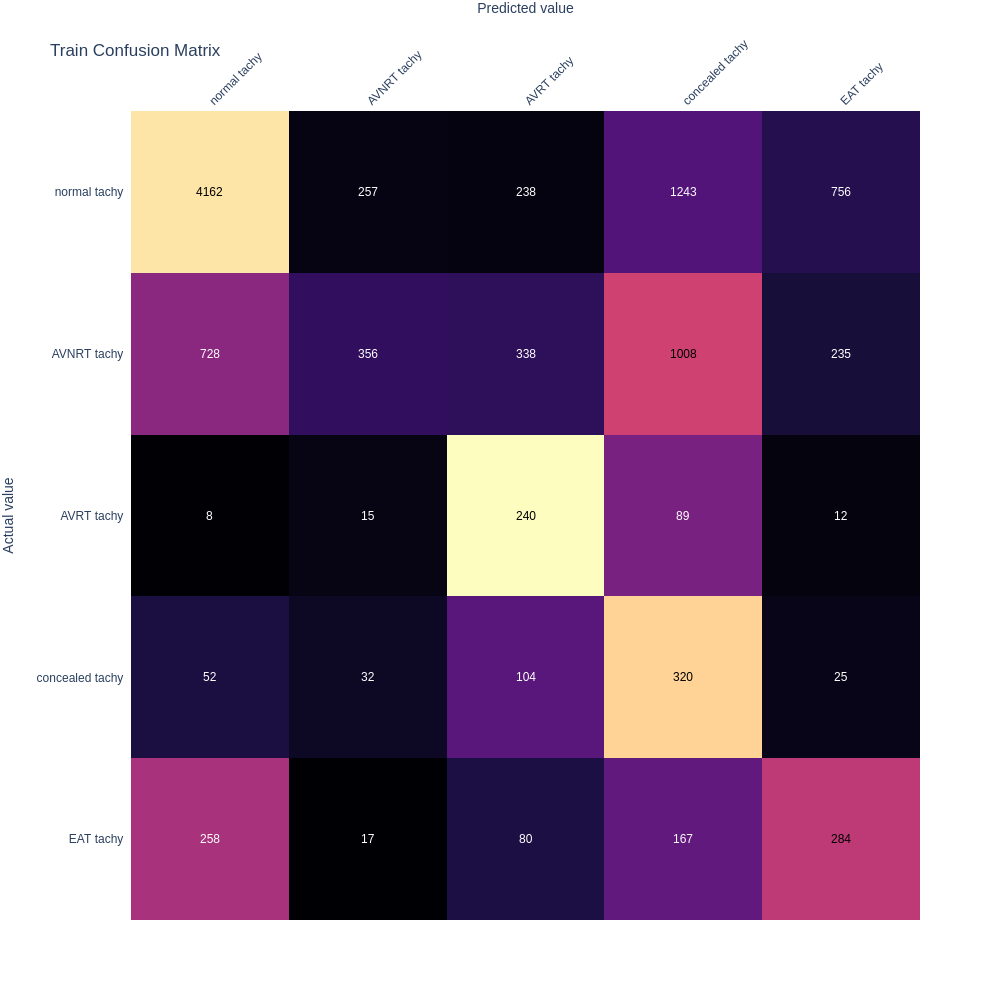 Predicted value
Train Confusion Matrix
normal tachy
AVNRT tachy
AVRT tachy
concealed tachy
EAT tachy
Actual value
normal tachy 4162 257 238 1243 756
AVNRT tachy 728 356 338 1008 235
AVRT tachy 8 15 240 89 12
concealed tachy 52 32 104 320 25
EAT tachy 258 17 80 167 284